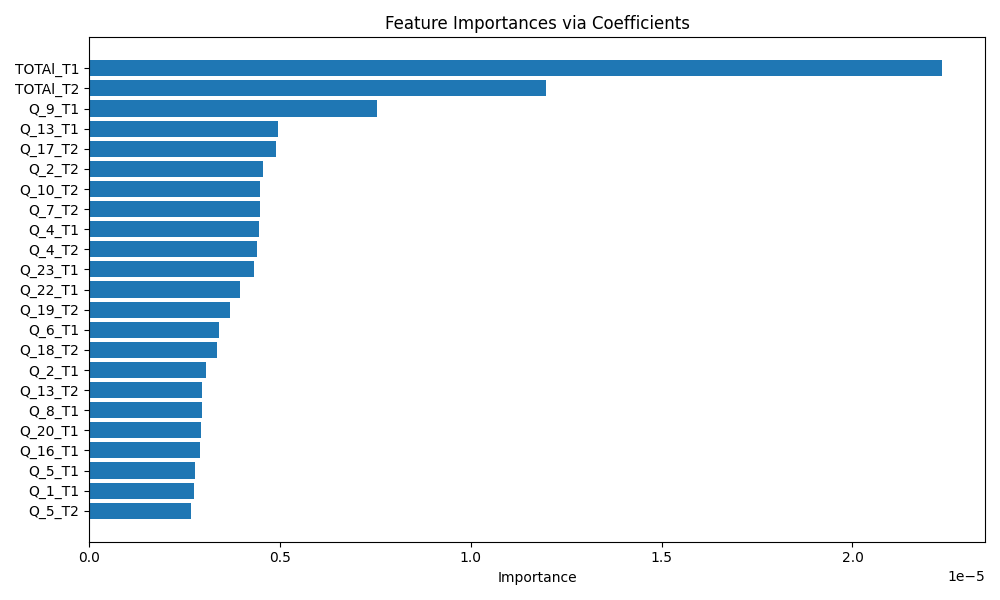 Feature Importances via Coefficients
TOTAl_T1
TOTAl_T2
Q_9_T1
Q_13_T1
Q_17_T2
Q_2_T2
Q_10_T2
Q_7_T2
Q_4_T1
Q_4_T2
Q_23_T1
Q_22_T1
Q_19_T2
Q_6_T1
Q_18_T2
Q_2_T1
Q_13_T2
Q_8_T1
Q_20_T1
Q_16_T1
Q_5_T1
Q_1_T1
Q_5_T2
0.0 0.5 1.0 1.5 2.0
1e−5
Importance